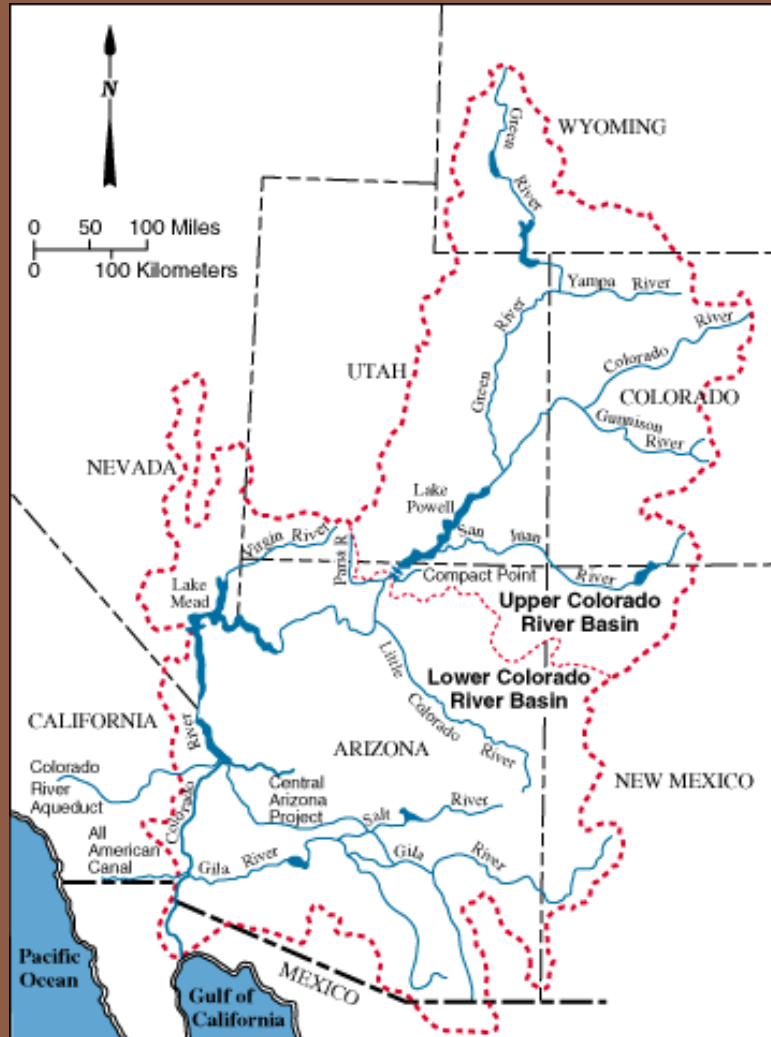 N
WYOMING
Green
River
0 50 100 Miles
0 100 Kilometers
Yampa River
River
Green
Colorado River
UTAH
COLORADO
Gunnison
River
NEVADA
Lake
Powell
Virgin River
Paria R
San Juan
River
Compact Point
Lake
Mead
Upper Colorado
River Basin
Little
Colorado
River
Lower Colorado
River Basin
CALIFORNIA
River
Colorado
ARIZONA
NEW MEXICO
Colorado
River
Aqueduct
Central
Arizona
Project
Salt River
All
American
Canal
Gila River
Gila River
MEXICO
Pacific
Ocean
Gulf of
California